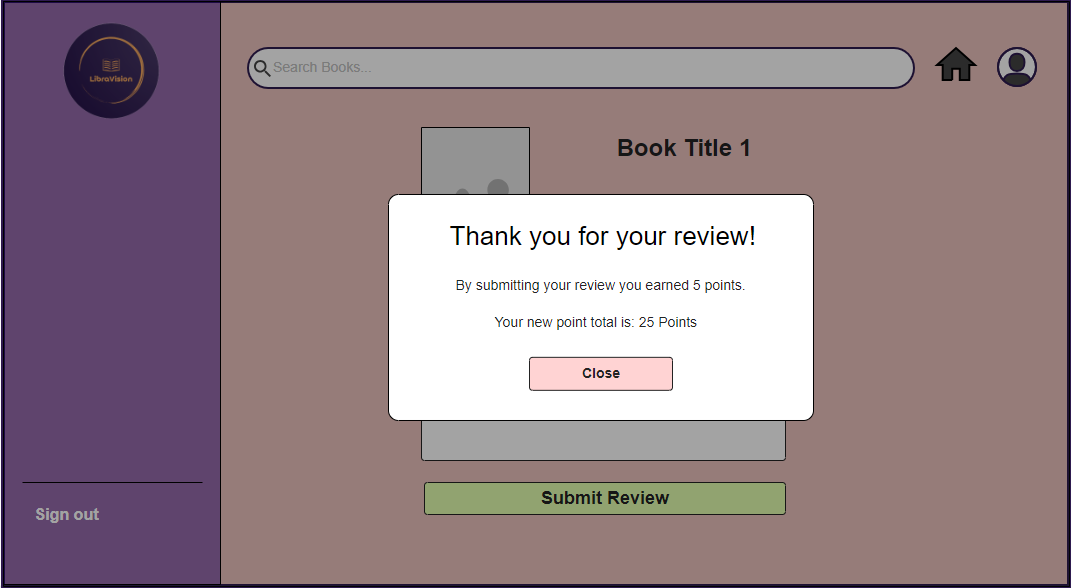 LibraVision
Search Books...
Book Title 1
Thank you for your review!
By submitting your review you earned 5 points.
Your new point total is: 25 Points
Close
Submit Review
Sign out